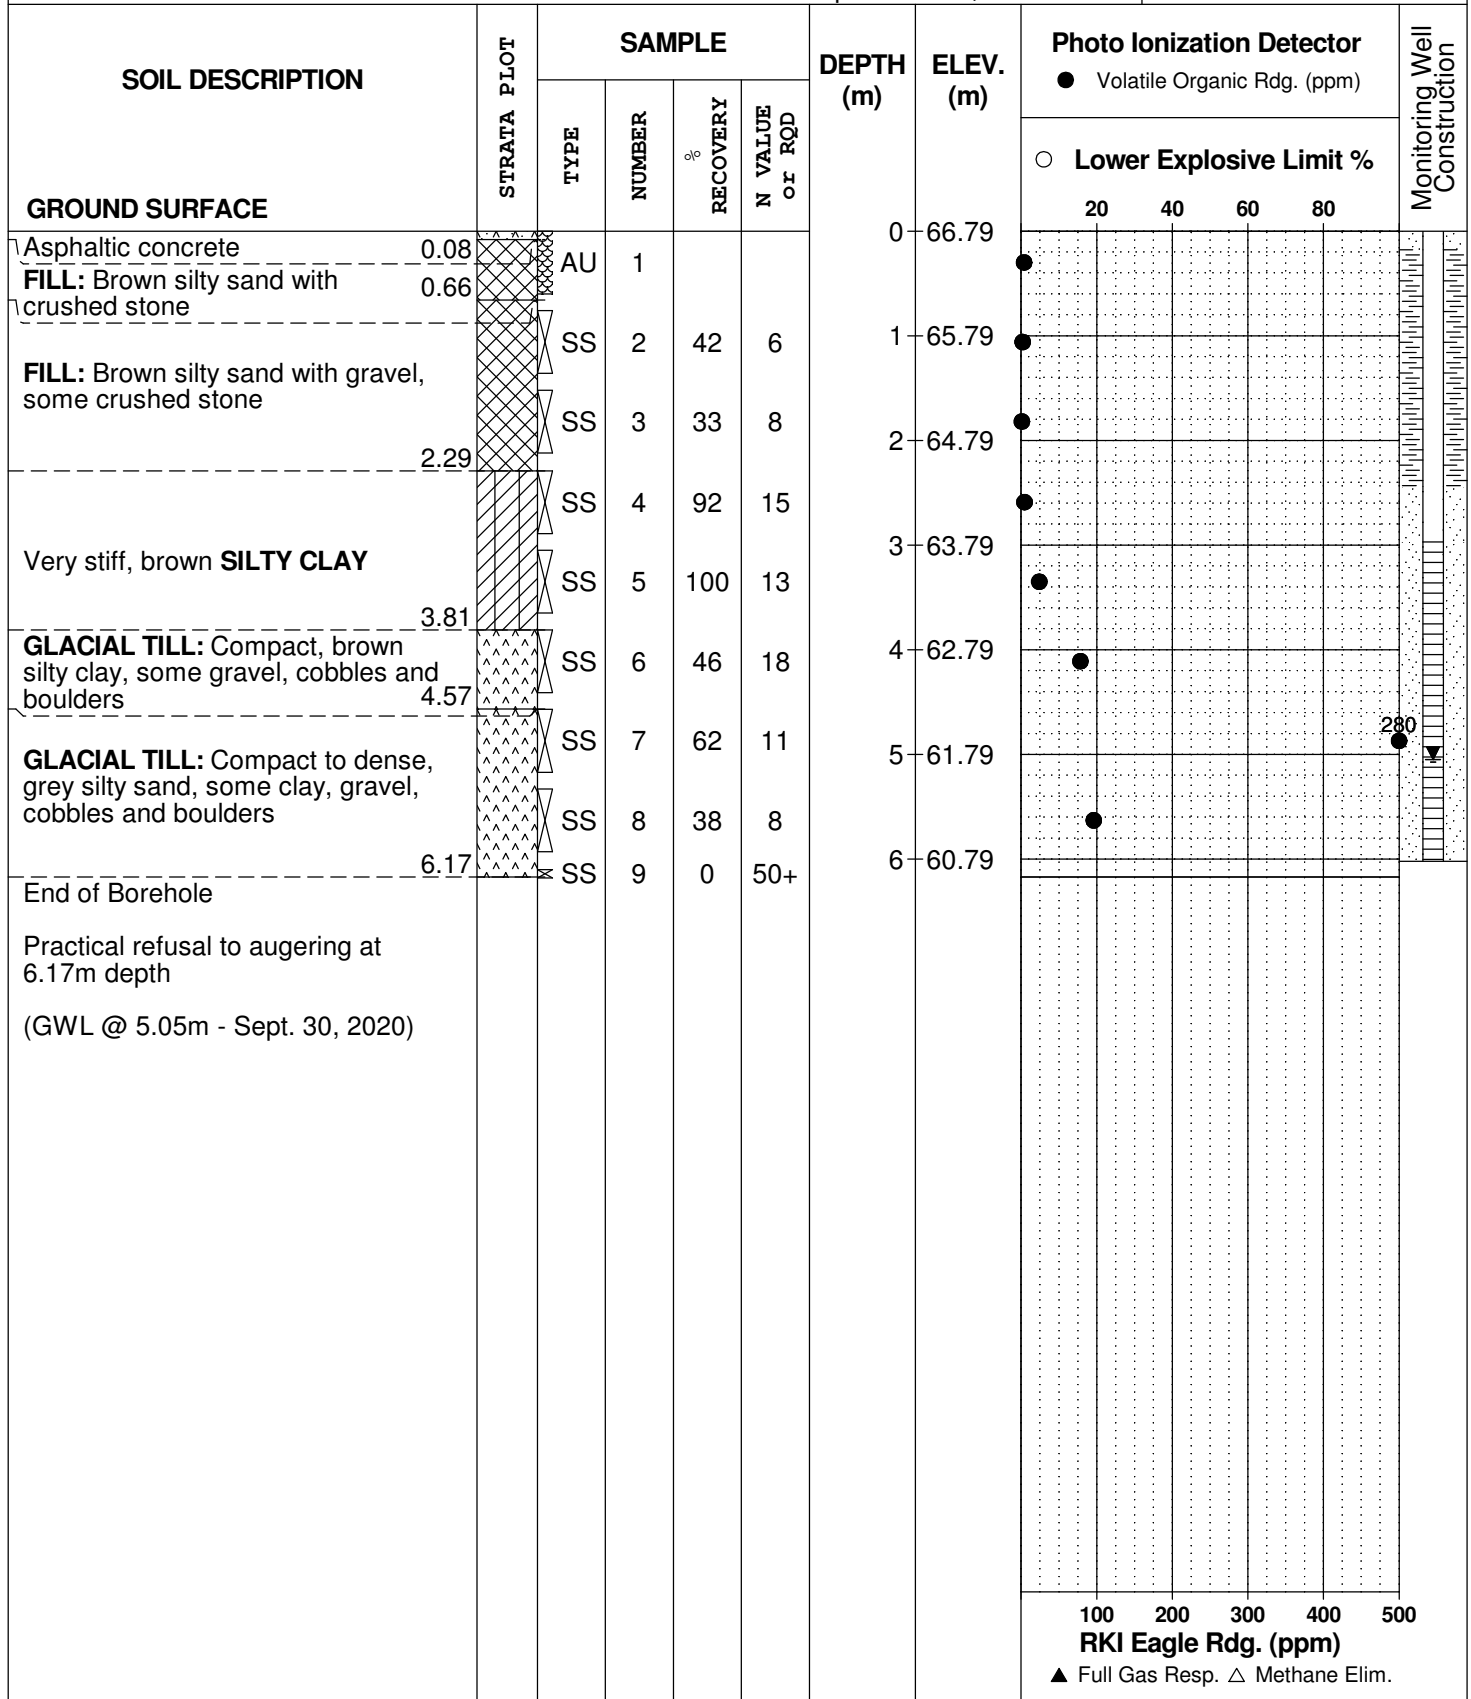 SOIL DESCRIPTION
GROUND SURFACE
STRATA PLOT
SAMPLE
TYPE
NUMBER
% RECOVERY
N VALUE or RQD
DEPTH (m)
ELEV. (m)
Photo Ionization Detector
● Volatile Organic Rdg. (ppm)
○ Lower Explosive Limit %
20 40 60 80
Monitoring Well Construction
0 66.79
Asphaltic concrete 0.08
FILL: Brown silty sand with
crushed stone 0.66
AU 1
SS 2 42 6
1 65.79
FILL: Brown silty sand with gravel,
some crushed stone
SS 3 33 8
2 64.79
2.29
SS 4 92 15
3 63.79
Very stiff, brown SILTY CLAY
SS 5 100 13
3.81
GLACIAL TILL: Compact, brown
silty clay, some gravel, cobbles and
boulders 4.57
4 62.79
SS 6 46 18
280
SS 7 62 11
5 61.79
GLACIAL TILL: Compact to dense,
grey silty sand, some clay, gravel,
cobbles and boulders
SS 8 38 8
6 60.79
6.17
SS 9 0 50+
End of Borehole
Practical refusal to augering at
6.17m depth
(GWL @ 5.05m - Sept. 30, 2020)
100 200 300 400 500
RKI Eagle Rdg. (ppm)
▲ Full Gas Resp. △ Methane Elim.